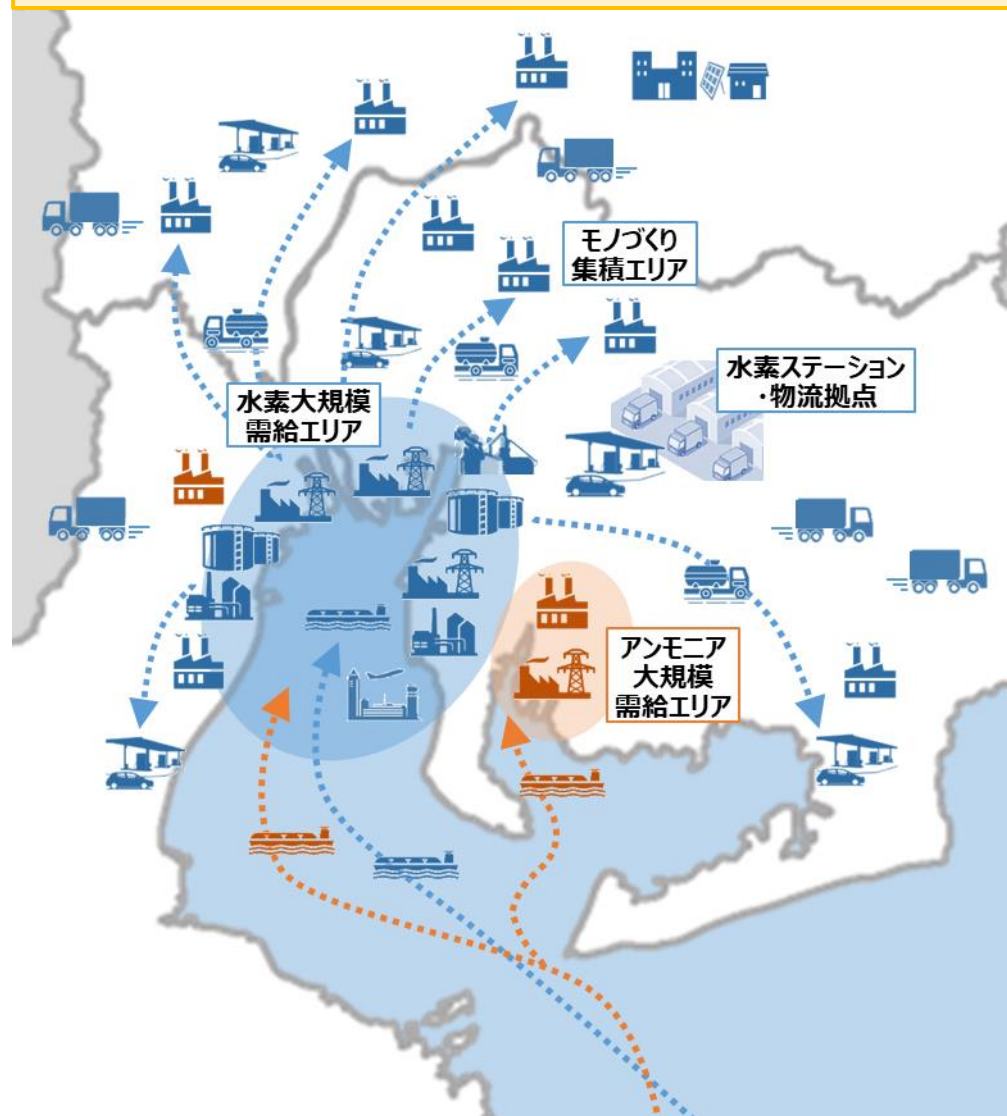 モノづくり
集積エリア
水素ステーション
・物流拠点
水素大規模
需給エリア
アンモニア
大規模
需給エリア